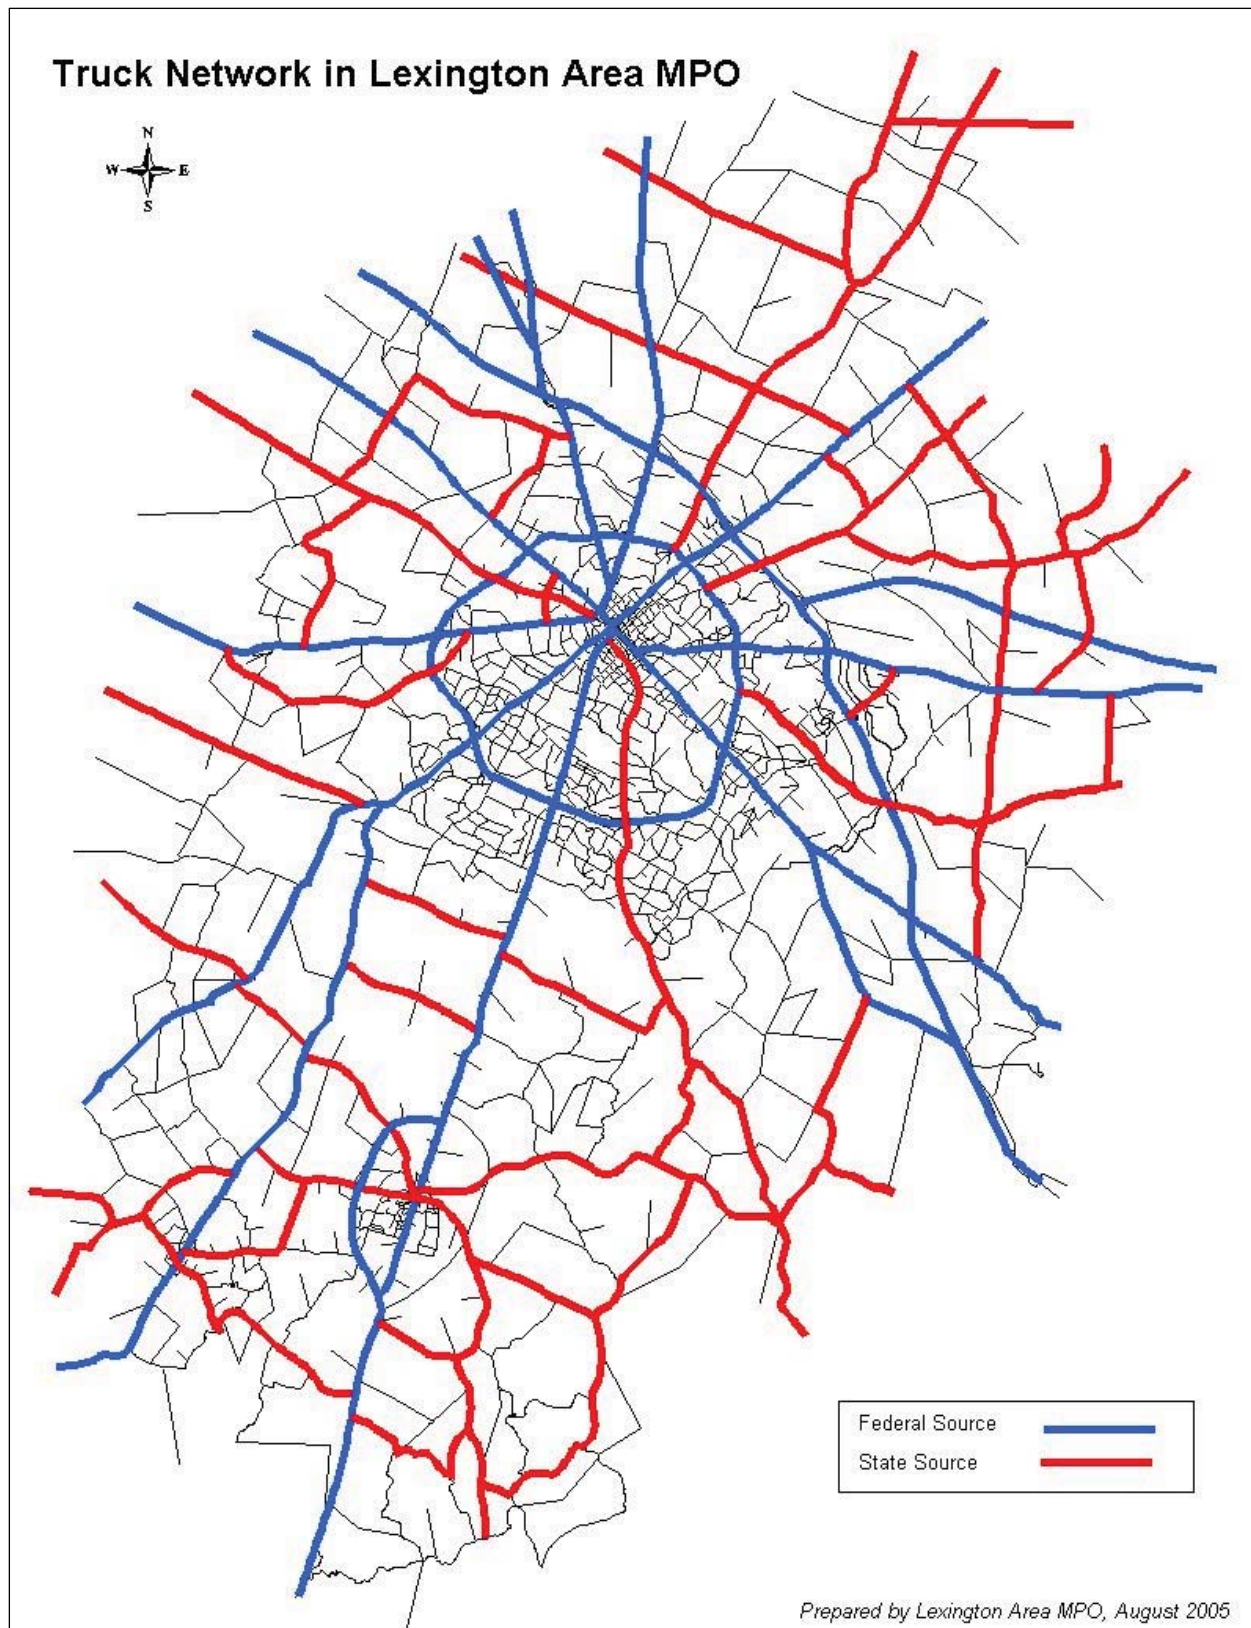 Truck Network in Lexington Area MPO
N
W E
S
Federal Source
State Source
Prepared by Lexington Area MPO, August 2005